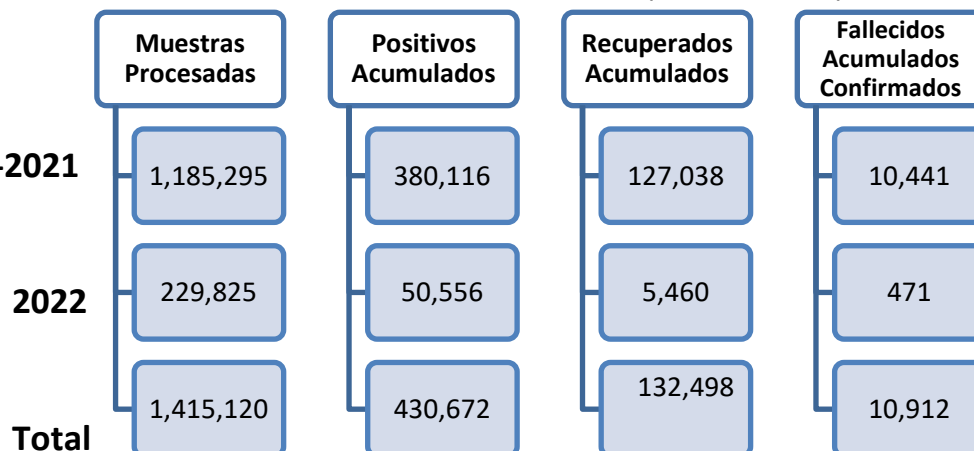 Muestras
Procesadas
Positivos
Acumulados
Recuperados
Acumulados
Fallecidos
Acumulados
Confirmados
-2021
1,185,295
380,116
127,038
10,441
2022
229,825
50,556
5,460
471
Total
1,415,120
430,672
132,498
10,912